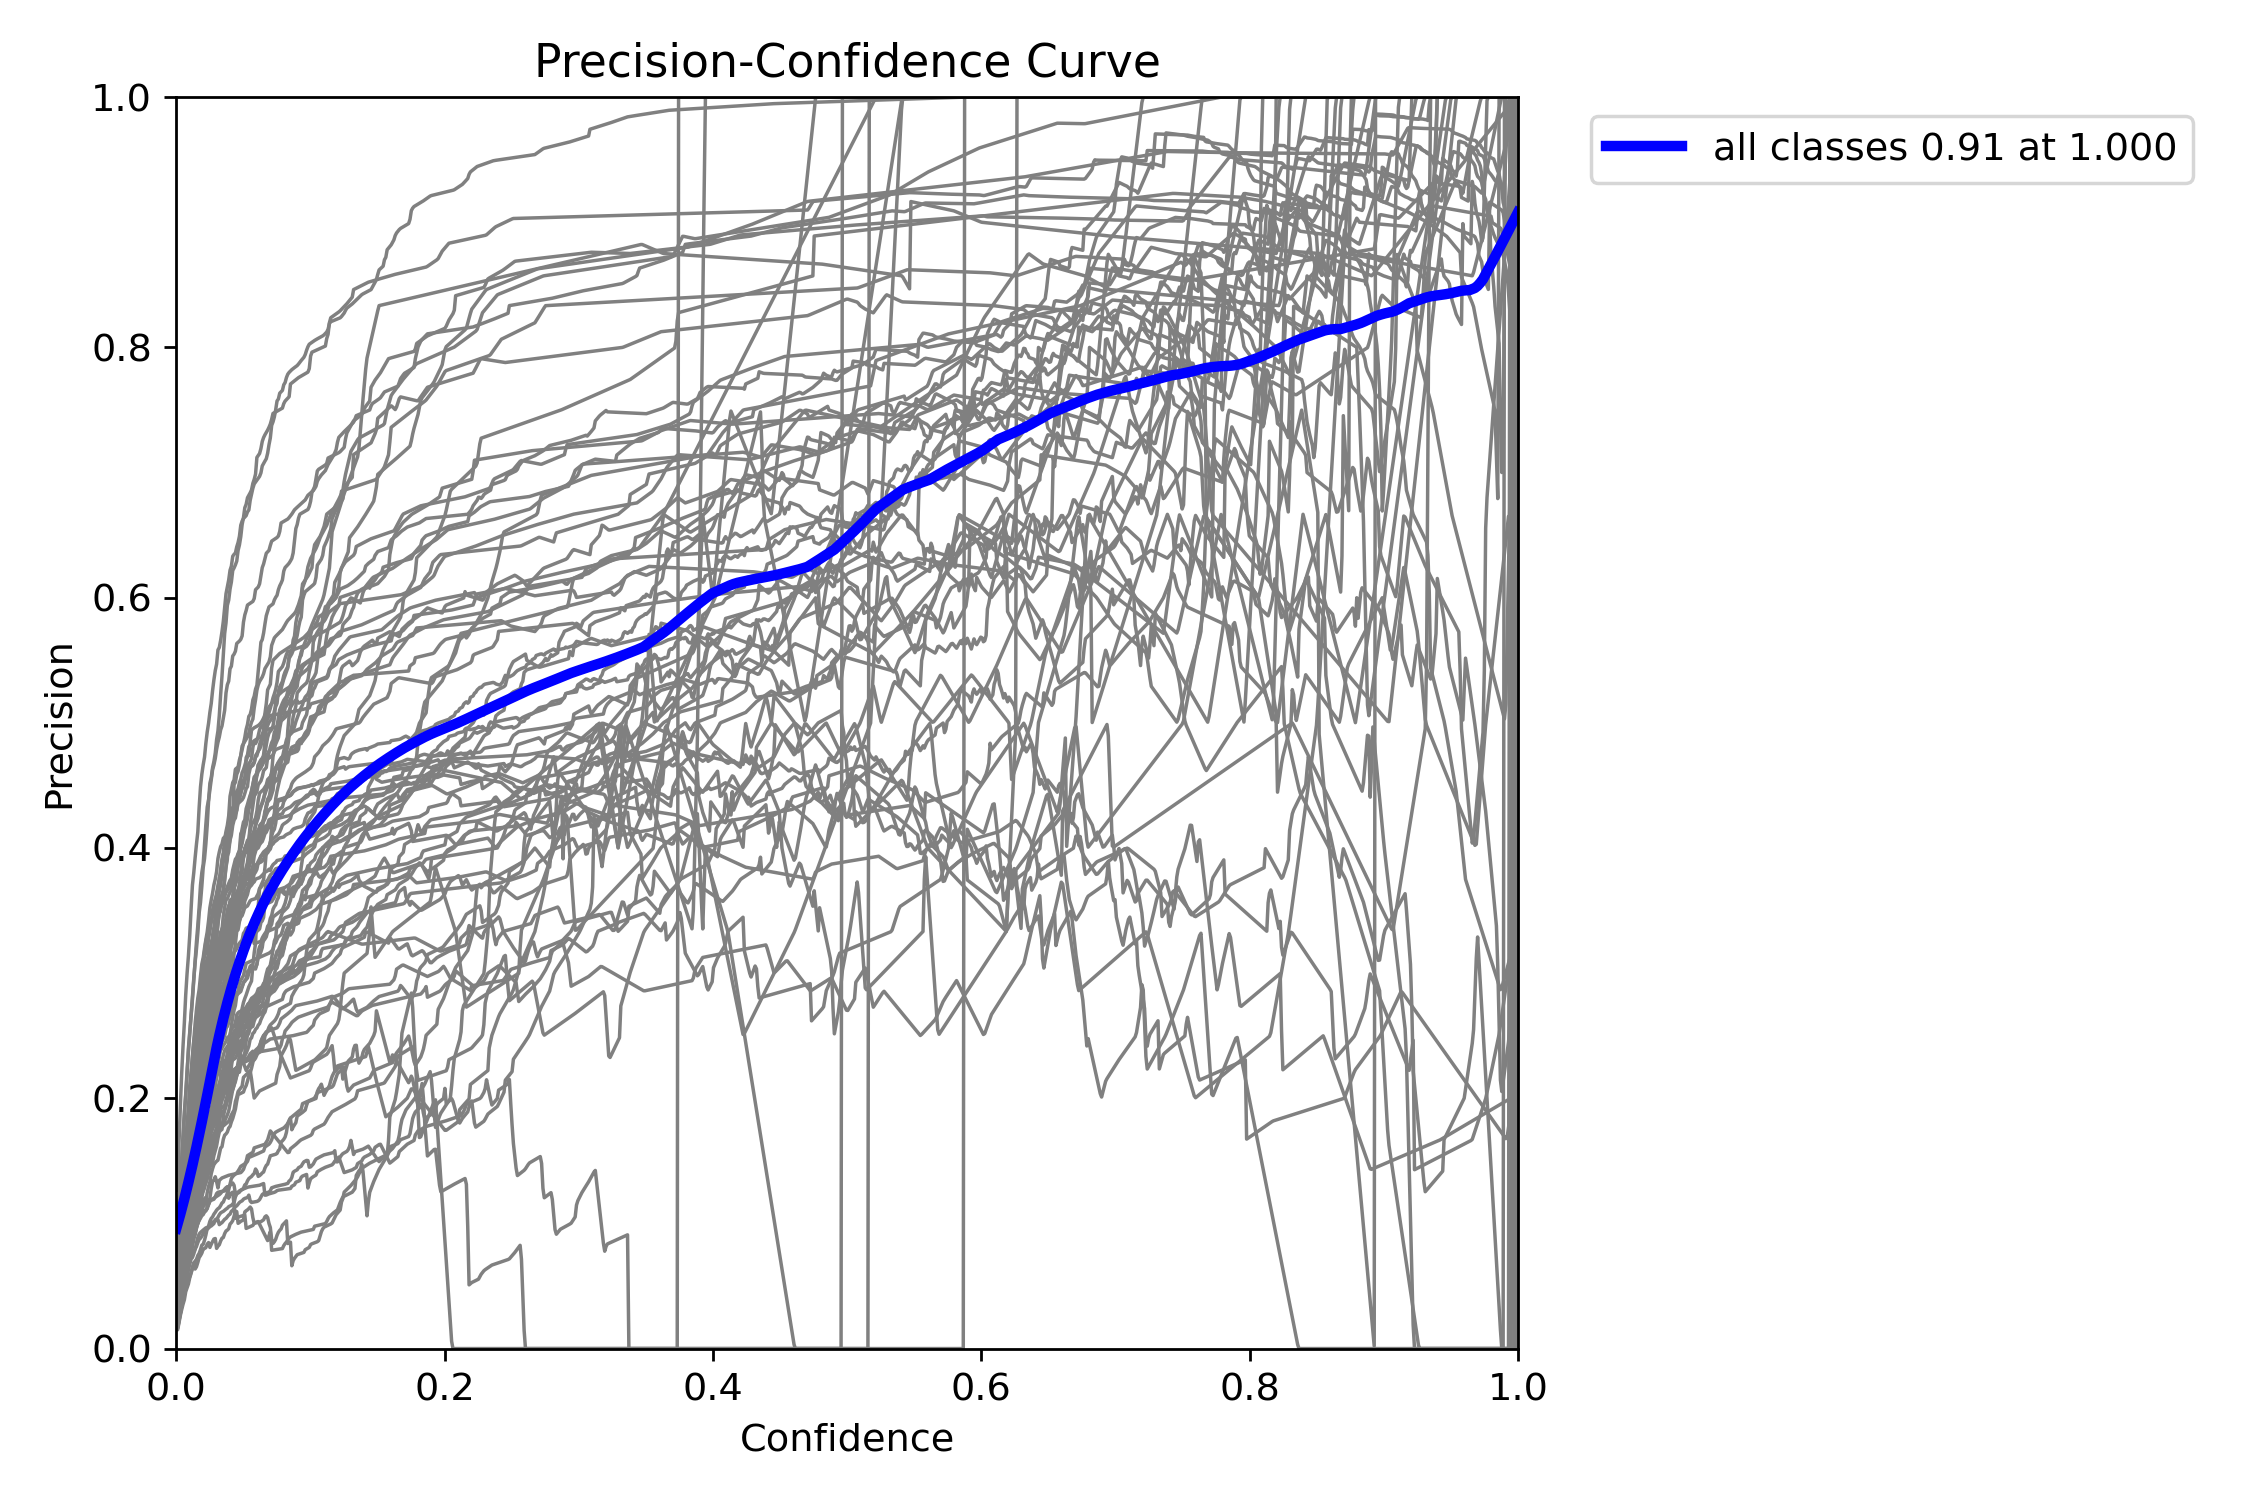 Precision-Confidence Curve
1.0
0.8
0.6
0.4
0.2
0.0
Precision
0.0 0.2 0.4 0.6 0.8 1.0
Confidence
all classes 0.91 at 1.000